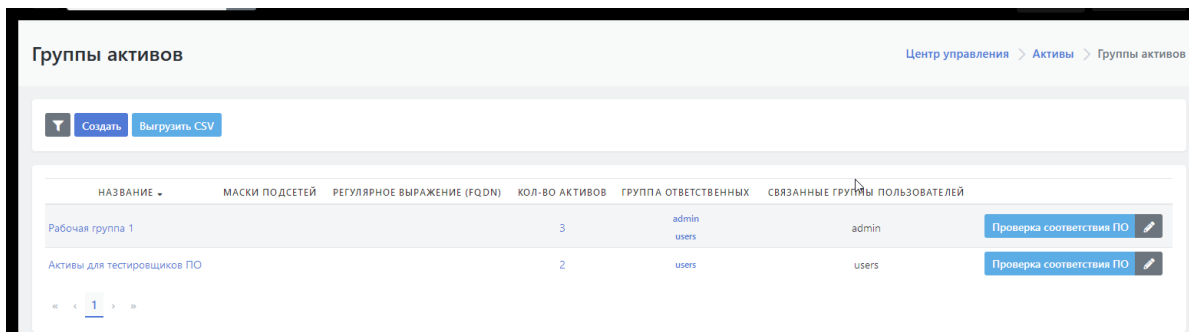 Группы активов
Центр управления > Активы > Группы активов
Создать Выгрузить CSV
НАЗВАНИЕ МАСКИ ПОДСЕТЕЙ РЕГУЛЯРНОЕ ВЫРАЖЕНИЕ (FQDN) КОЛ-ВО АКТИВОВ ГРУППА ОТВЕТСТВЕННЫХ СВЯЗАННЫЕ ГРУППЫ ПОЛЬЗОВАТЕЛЕЙ
Рабочая группа 1 3 admin users admin Проверка соответствия ПО
Активы для тестировщиков ПО 2 users users Проверка соответствия ПО
« ‹ 1 › »